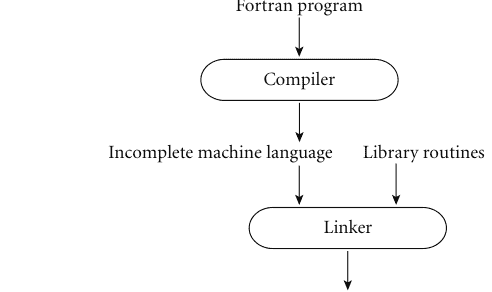 Fortran program
Compiler
Incomplete machine language
Library routines
Linker